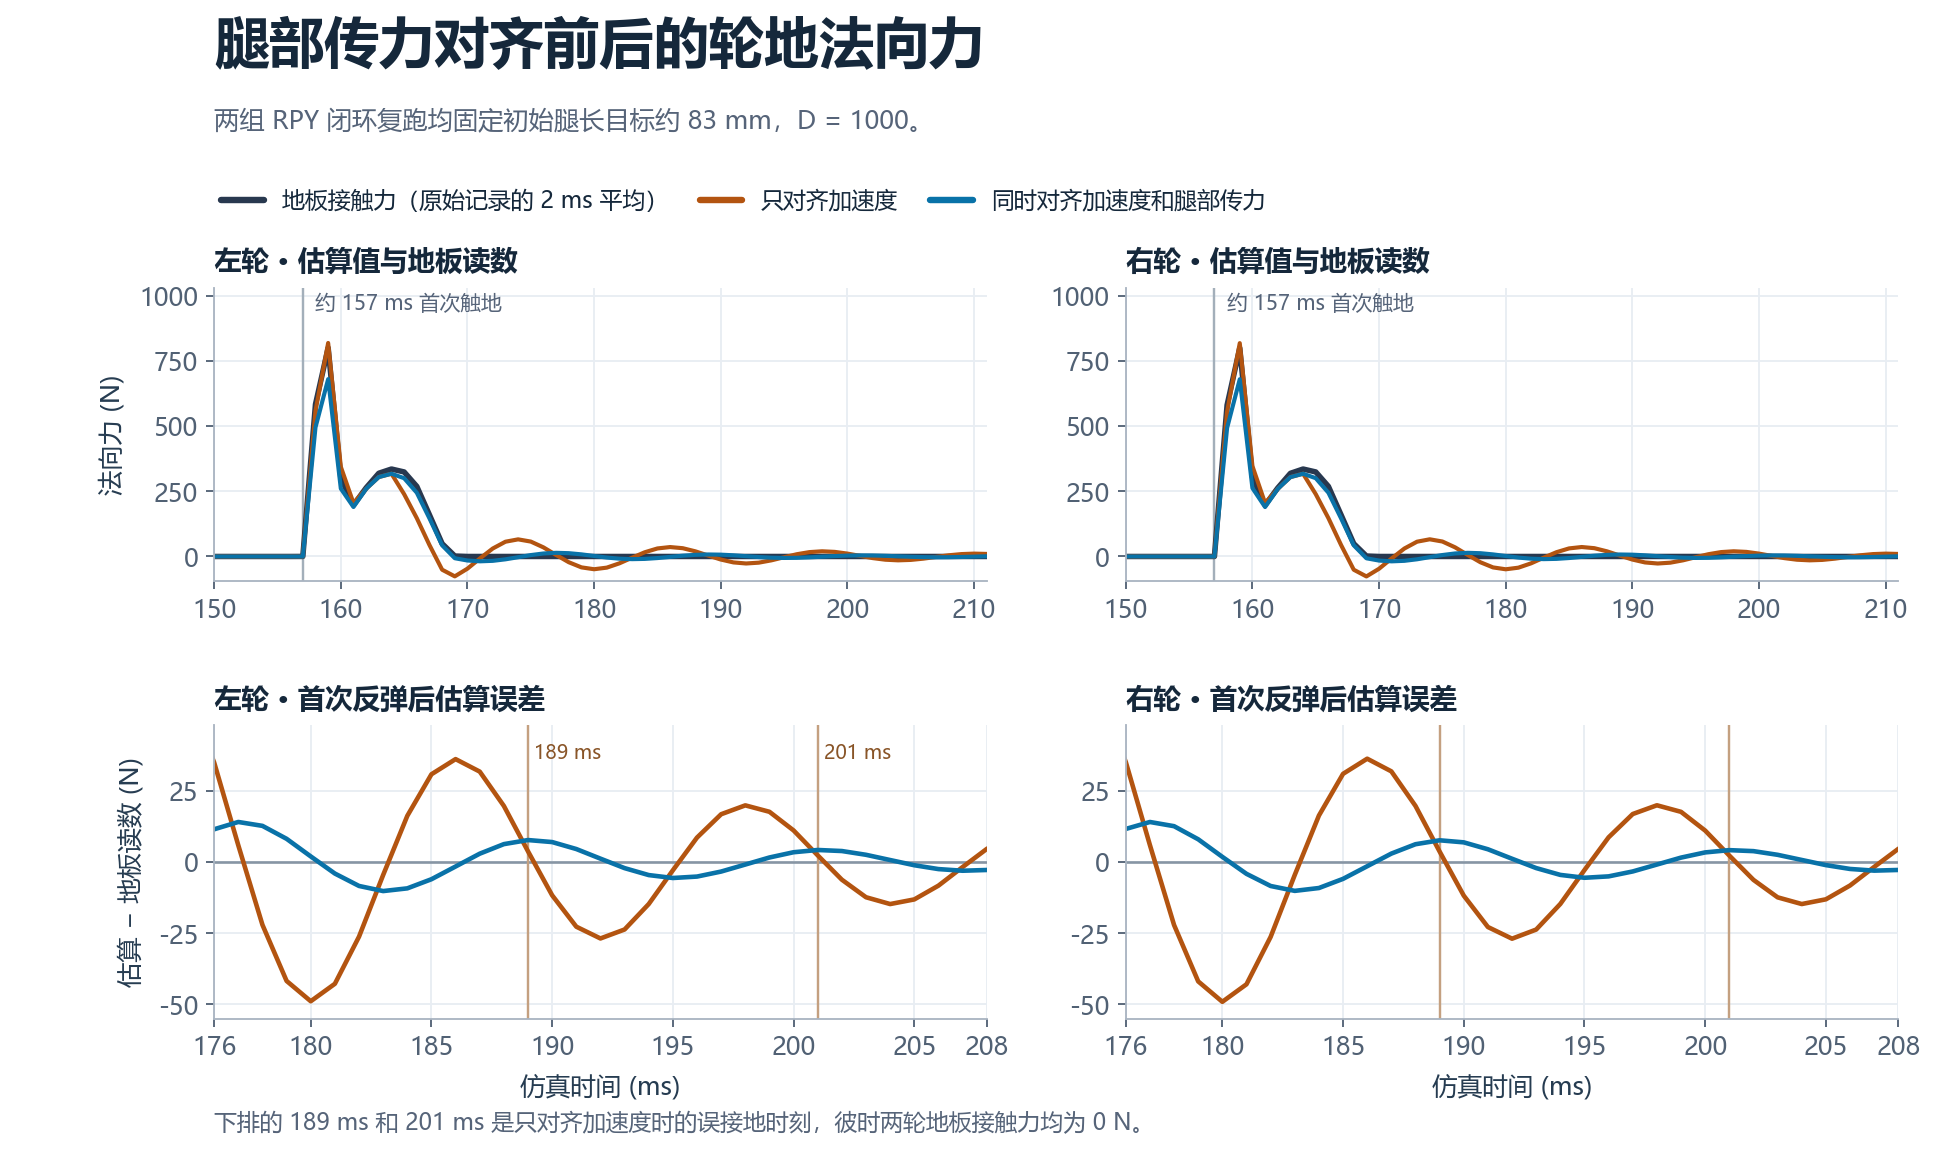 腿部传力对齐前后的轮地法向力
两组 RPY 闭环复跑均固定初始腿长目标约 83 mm，D = 1000。
地板接触力（原始记录的 2 ms 平均）
只对齐加速度
同时对齐加速度和腿部传力
左轮・估算值与地板读数
约 157 ms 首次触地
法向力 (N)
1000
750
500
250
0
150 160 170 180 190 200 210
右轮・估算值与地板读数
约 157 ms 首次触地
1000
750
500
250
0
150 160 170 180 190 200 210
左轮・首次反弹后估算误差
189 ms
201 ms
估算 − 地板读数 (N)
25
0
-25
-50
176 180 185 190 195 200 205 208
仿真时间 (ms)
右轮・首次反弹后估算误差
25
0
-25
-50
176 180 185 190 195 200 205 208
仿真时间 (ms)
下排的 189 ms 和 201 ms 是只对齐加速度时的误接地时刻，彼时两轮地板接触力均为 0 N。